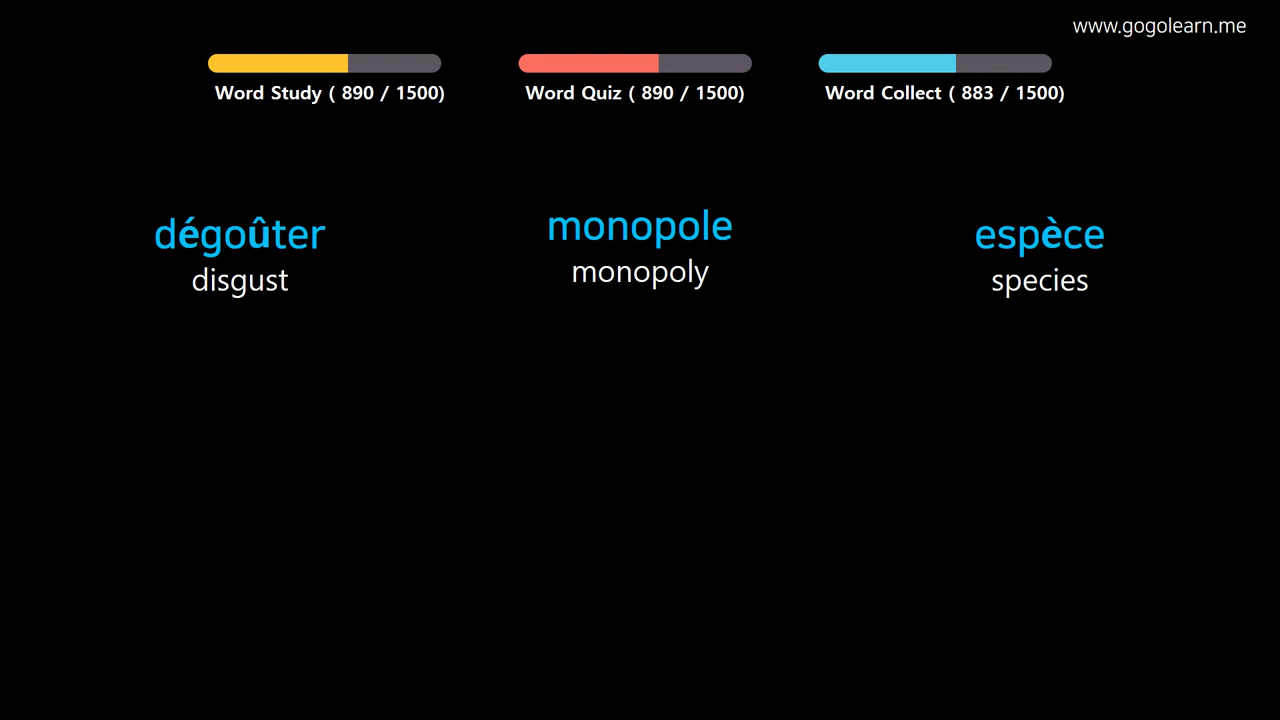 www.gogolearn.me
Word Study ( 890 / 1500)
Word Quiz ( 890 / 1500)
Word Collect ( 883 / 1500)
dégoûter
disgust
monopole
monopoly
espèce
species